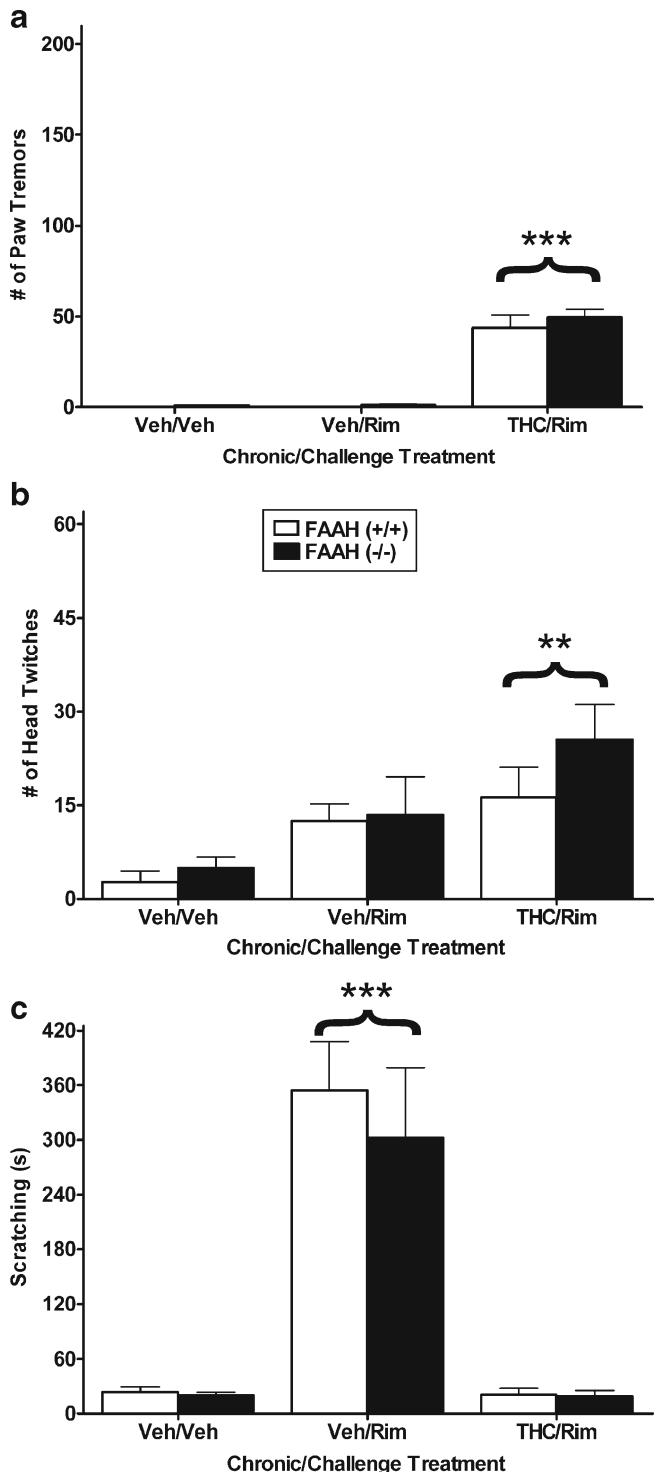 a
200
150
100
50
0
# of Paw Tremors
***
Veh/Veh Veh/Rim THC/Rim
Chronic/Challenge Treatment
b
60
45
30
15
0
# of Head Twitches
FAAH (+/+)
FAAH (-/-)
**
Veh/Veh Veh/Rim THC/Rim
Chronic/Challenge Treatment
c
420
360
300
240
180
120
60
0
Scratching (s)
***
Veh/Veh Veh/Rim THC/Rim
Chronic/Challenge Treatment